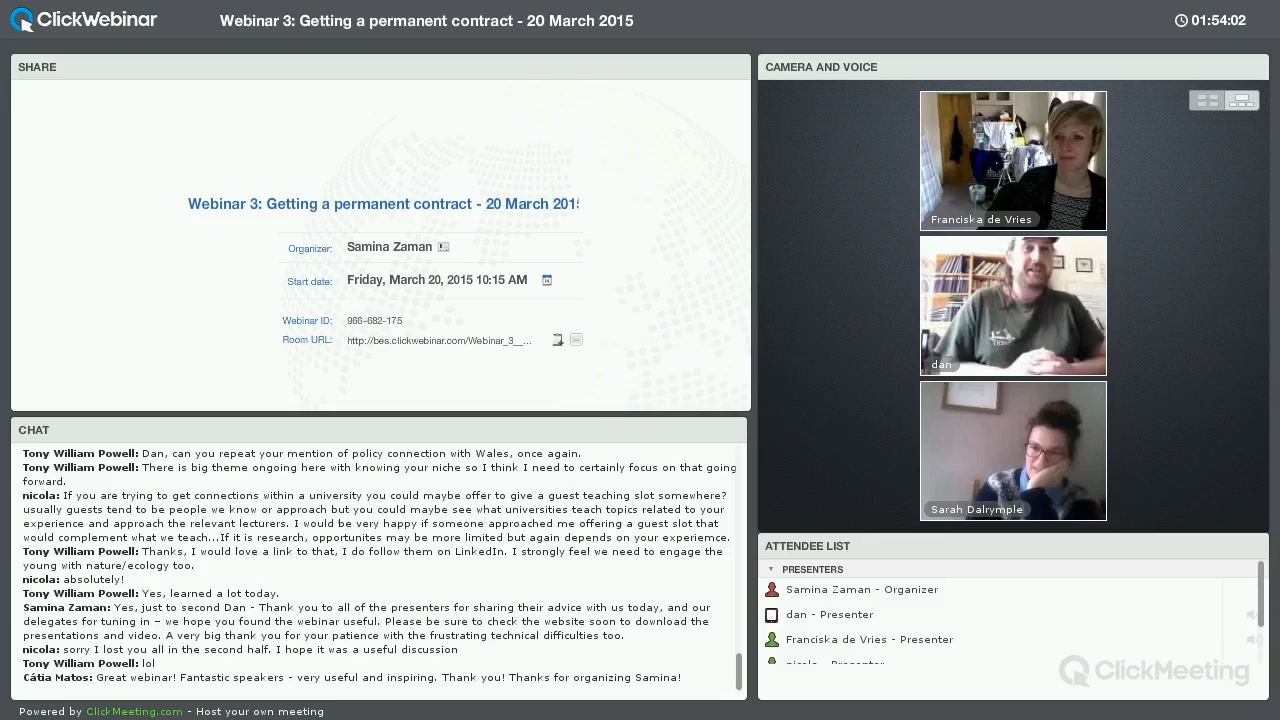 ClickWebinar
Webinar 3: Getting a permanent contract - 20 March 2015
01:54:02
SHARE
Webinar 3: Getting a permanent contract - 20 March 2015
Organizer: Samina Zaman
Start date: Friday, March 20, 2015 10:15 AM
Webinar ID: 966-682-175
Room URL: http://bes.clickwebinar.com/Webinar_3__...
CHAT
Tony William Powell: Dan, can you repeat your mention of policy connection with Wales, once again.
Tony William Powell: There is big theme ongoing here with knowing your niche so I think I need to certainly focus on that going
forward.
nicola: If you are trying to get connections within a university you could maybe offer to give a guest teaching slot somewhere?
usually guests tend to be people we know or approach but you could maybe see what universities teach topics related to your
experience and approach the relevant lecturers. I would be very happy if someone approached me offering a guest slot that
would complement what we teach...If it is research, opportunites may be more limited but again depends on your experiemce.
Tony William Powell: Thanks, I would love a link to that, I do follow them on LinkedIn. I strongly feel we need to engage the
young with nature/ecology too.
nicola: absolutely!
Tony William Powell: Yes, learned a lot today.
Samina Zaman: Yes, just to second Dan - Thank you to all of the presenters for sharing their advice with us today, and our
delegates for tuning in – we hope you found the webinar useful. Please be sure to check the website soon to download the
presentations and video. A very big thank you for your patience with the frustrating technical difficulties too.
nicola: sorry I lost you all in the second half. I hope it was a useful discussion
Tony William Powell: lol
Cátia Matos: Great webinar! Fantastic speakers - very useful and inspiring. Thank you! Thanks for organizing Samina!
CAMERA AND VOICE
Franciska de Vries
dan
Sarah Dalrymple
ATTENDEE LIST
PRESENTERS
Samina Zaman - Organizer
dan - Presenter
Franciska de Vries - Presenter
nicola - Presenter
ClickMeeting
Powered by ClickMeeting.com - Host your own meeting